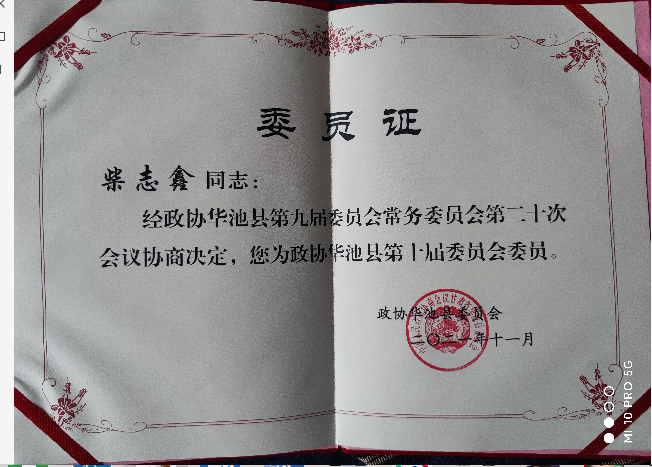 委员证
柴志鑫同志：
经政协华池县第九届委员会常务委员会第二十次
会议协商决定，您为政协华池县第十届委员会委员。
政协华池县委员会
二〇二一年十一月
MI 10 PRO 5G